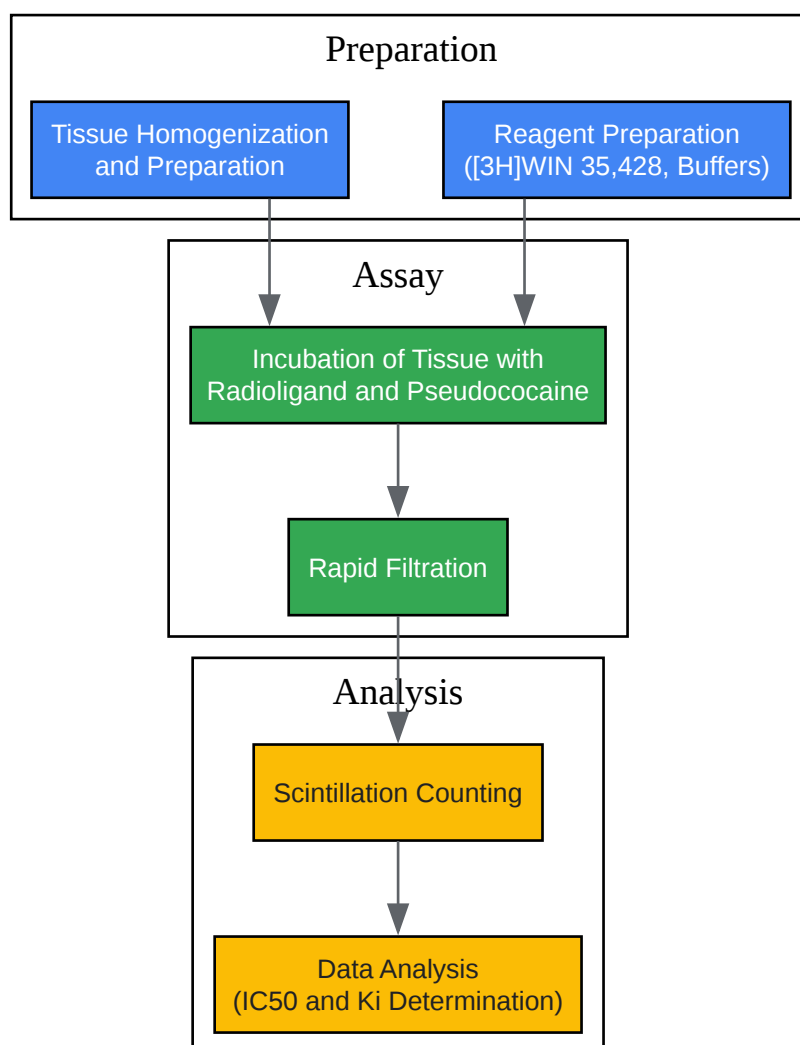 Preparation
Tissue Homogenization
and Preparation
Reagent Preparation
([3H]WIN 35,428, Buffers)
Assay
Incubation of Tissue with
Radioligand and Pseudococaine
Rapid Filtration
Analysis
Scintillation Counting
Data Analysis
(IC50 and Ki Determination)